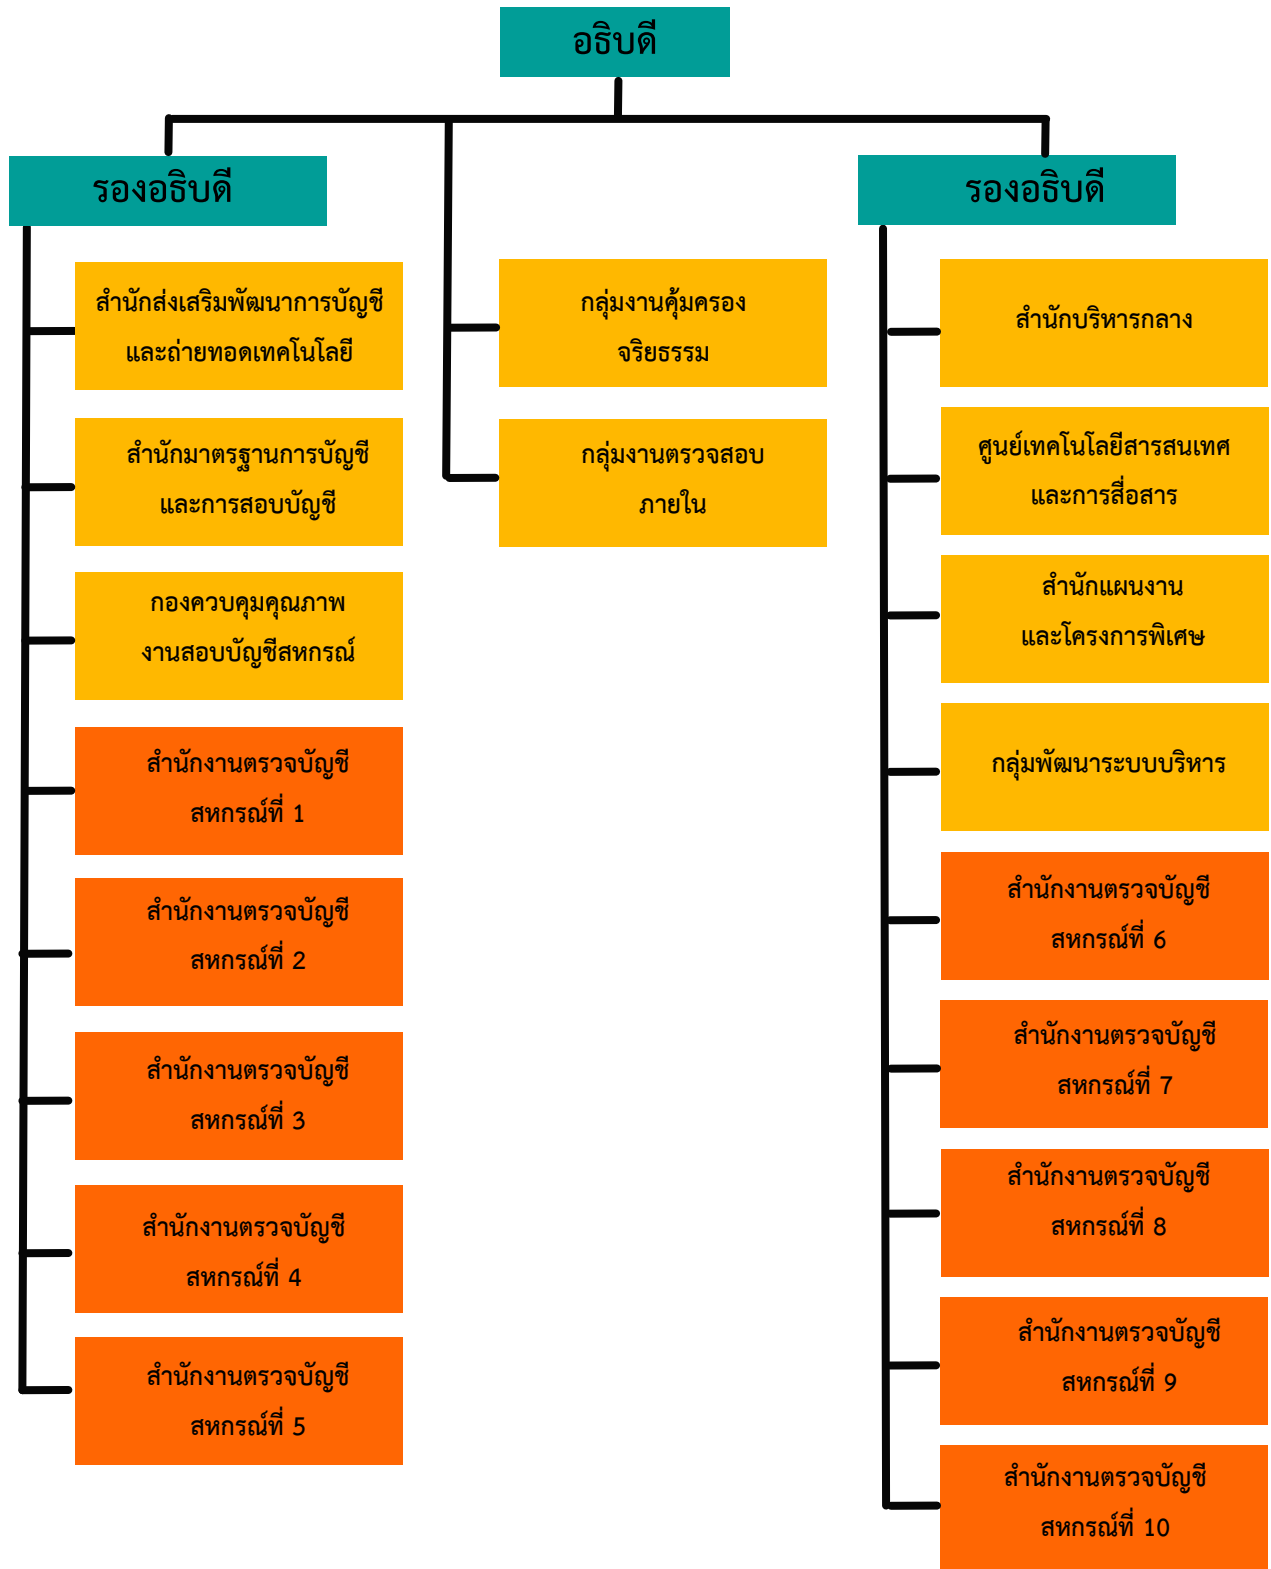 อธิบดี
รองอธิบดี
สำนักส่งเสริมพัฒนาการบัญชี
และถ่ายทอดเทคโนโลยี
สำนักมาตรฐานการบัญชี
และการสอบบัญชี
กองควบคุมคุณภาพ
งานสอบบัญชีสหกรณ์
สำนักงานตรวจบัญชี
สหกรณ์ที่ 1
สำนักงานตรวจบัญชี
สหกรณ์ที่ 2
สำนักงานตรวจบัญชี
สหกรณ์ที่ 3
สำนักงานตรวจบัญชี
สหกรณ์ที่ 4
สำนักงานตรวจบัญชี
สหกรณ์ที่ 5
กลุ่มงานคุ้มครอง
จริยธรรม
กลุ่มงานตรวจสอบ
ภายใน
รองอธิบดี
สำนักบริหารกลาง
ศูนย์เทคโนโลยีสารสนเทศ
และการสื่อสาร
สำนักแผนงาน
และโครงการพิเศษ
กลุ่มพัฒนาระบบบริหาร
สำนักงานตรวจบัญชี
สหกรณ์ที่ 6
สำนักงานตรวจบัญชี
สหกรณ์ที่ 7
สำนักงานตรวจบัญชี
สหกรณ์ที่ 8
สำนักงานตรวจบัญชี
สหกรณ์ที่ 9
สำนักงานตรวจบัญชี
สหกรณ์ที่ 10